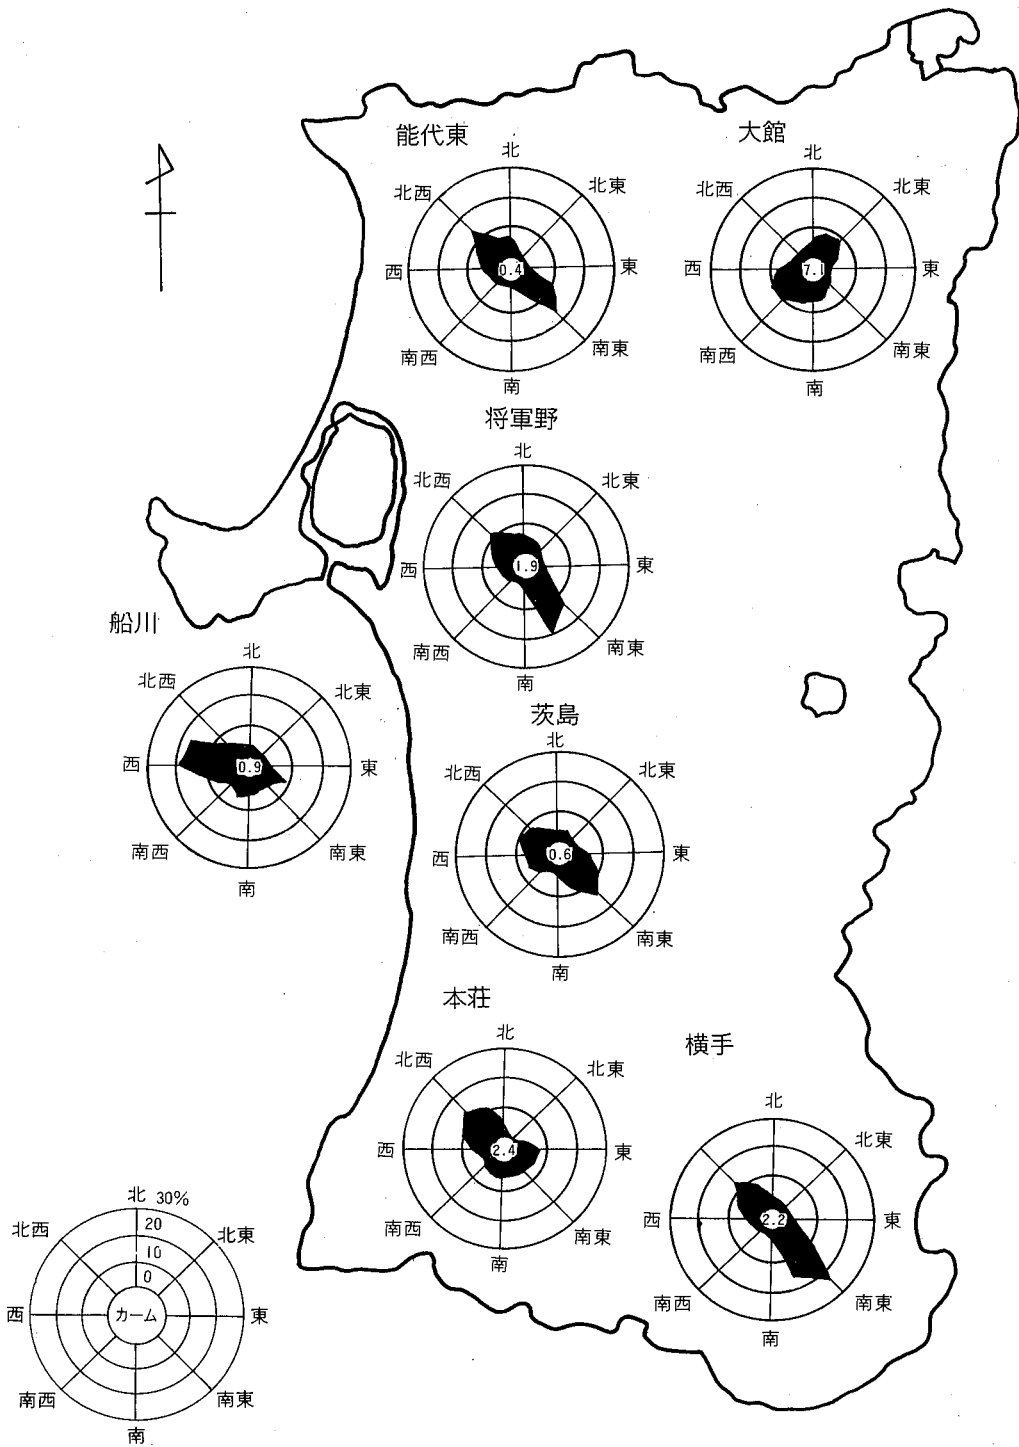 能代東
北
北西
北東
西
0.4
東
南西
南東
南
大館
北
北西
北東
西
7.1
東
南西
南東
南
将軍野
北
北西
北東
西
1.9
東
南西
南東
南
船川
北
北西
北東
西
0.9
東
南西
南東
南
茨島
北
北西
北東
西
0.6
東
南西
南東
南
本荘
北
北西
北東
西
2.4
東
南西
南東
南
横手
北
北東
西
2.2
東
南西
南東
南
北 30%
20
10
0
北西
北東
西
カーム
東
南西
南東
南